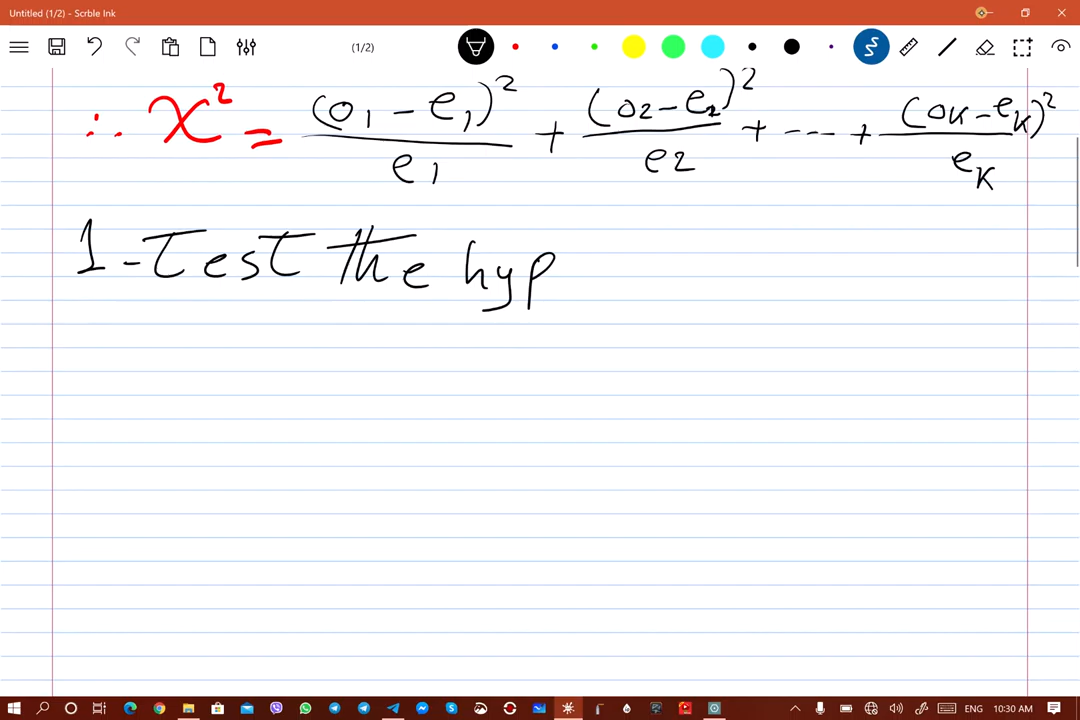 Untitled (1/2) - Scrble Ink
(1/2)
∴ χ² = (o₁ - e₁)²/e₁ + (o₂ - e₂)²/e₂ + --- + (oₖ - eₖ)²/eₖ
1-Test the hyp
ENG 10:30 AM